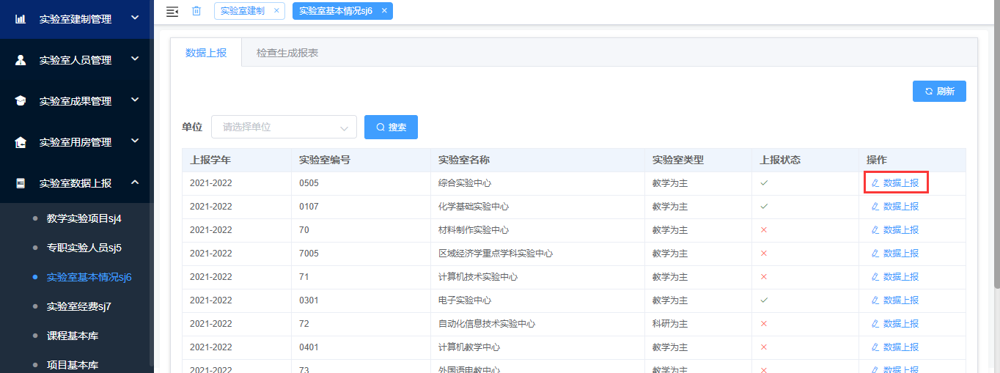 实验室建制管理
实验室人员管理
实验室成果管理
实验室用房管理
实验室数据上报
教学实验项目sj4
专职实验人员sj5
实验室基本情况sj6
实验室经费sj7
课程基本库
项目基本库
实验室建制 × 实验室基本情况sj6 ×
数据上报 检查生成报表
刷新
单位 请选择单位 搜索
上报学年 实验室编号 实验室名称 实验室类型 上报状态 操作
2021-2022 0505 综合实验中心 教学为主 ✓ 数据上报
2021-2022 0107 化学基础实验中心 教学为主 ✓ 数据上报
2021-2022 70 材料制作实验中心 教学为主 × 数据上报
2021-2022 7005 区域经济学重点学科实验中心 教学为主 × 数据上报
2021-2022 71 计算机技术实验中心 教学为主 × 数据上报
2021-2022 0301 电子实验中心 教学为主 ✓ 数据上报
2021-2022 72 自动化信息技术实验中心 科研为主 × 数据上报
2021-2022 0401 计算机教学中心 教学为主 × 数据上报
2021-2022 73 外国语电教中心 教学为主 × 数据上报